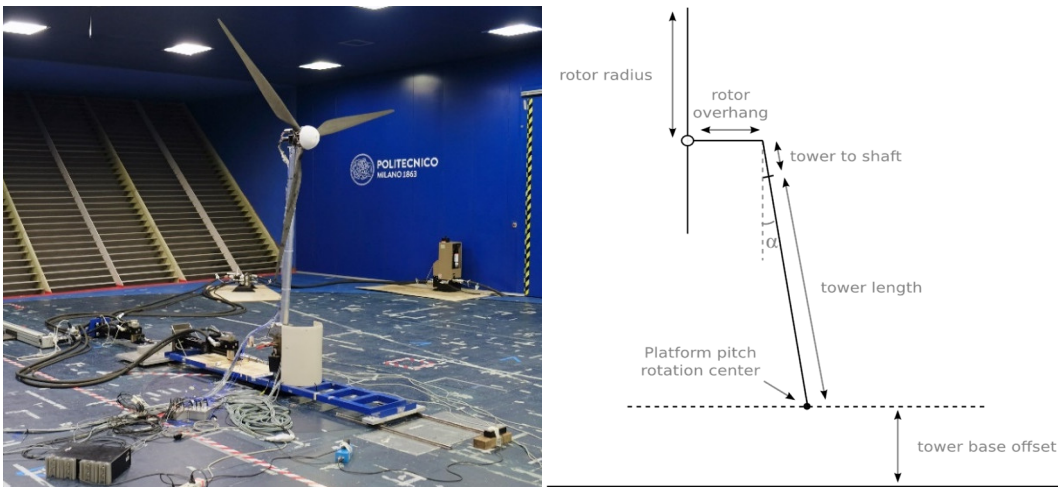 POLITECNICO
MILANO 1863
rotor radius
rotor
overhang
tower to shaft
α
tower length
Platform pitch
rotation center
tower base offset